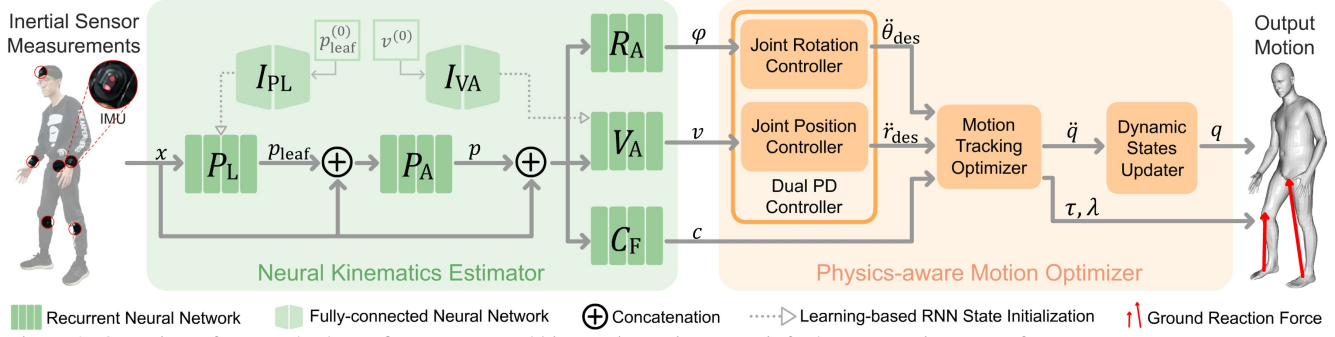 Inertial Sensor
Measurements
IMU
x
P_L
p_leaf
I_PL
p_leaf^(0)
v^(0)
I_VA
P_A
p
R_A
V_A
C_F
Neural Kinematics Estimator
φ
v
c
Joint Rotation
Controller
Joint Position
Controller
Dual PD
Controller
θ̈_des
r̈_des
Motion
Tracking
Optimizer
q̈
τ, λ
Dynamic
States
Updater
q
Physics-aware Motion Optimizer
Output
Motion
Recurrent Neural Network
Fully-connected Neural Network
Concatenation
Learning-based RNN State Initialization
Ground Reaction Force